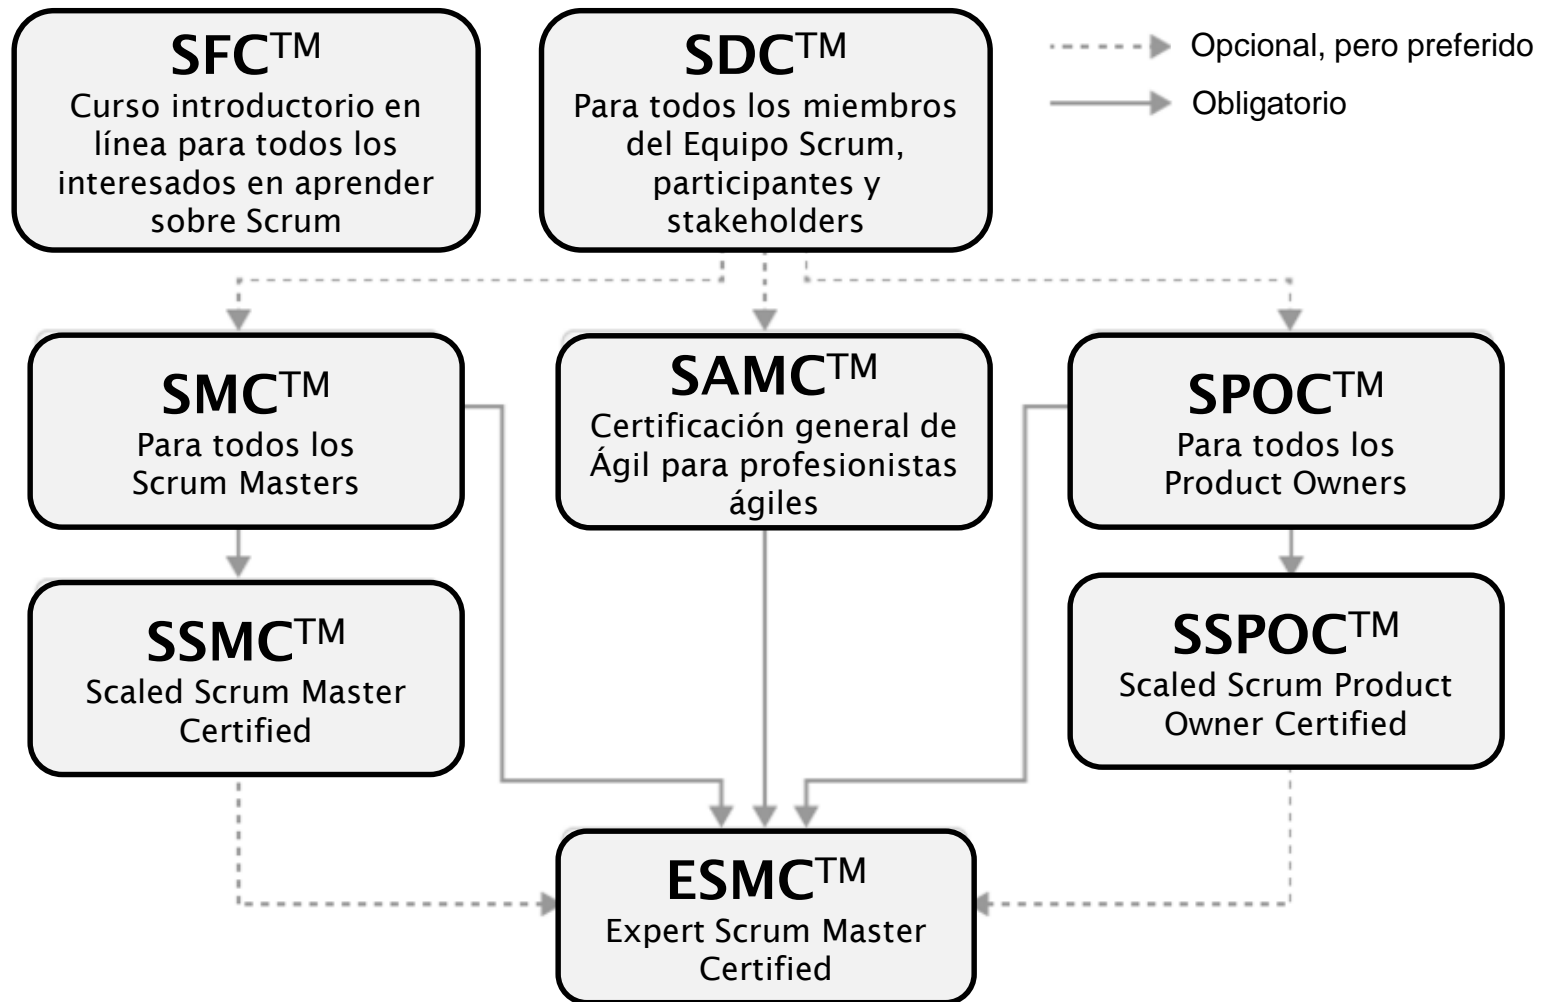 SFC™
Curso introductorio en
línea para todos los
interesados en aprender
sobre Scrum
SDC™
Para todos los miembros
del Equipo Scrum,
participantes y
stakeholders
Opcional, pero preferido
Obligatorio
SMC™
Para todos los
Scrum Masters
SAMC™
Certificación general de
Ágil para profesionistas
ágiles
SPOC™
Para todos los
Product Owners
SSMC™
Scaled Scrum Master
Certified
SSPOC™
Scaled Scrum Product
Owner Certified
ESMC™
Expert Scrum Master
Certified